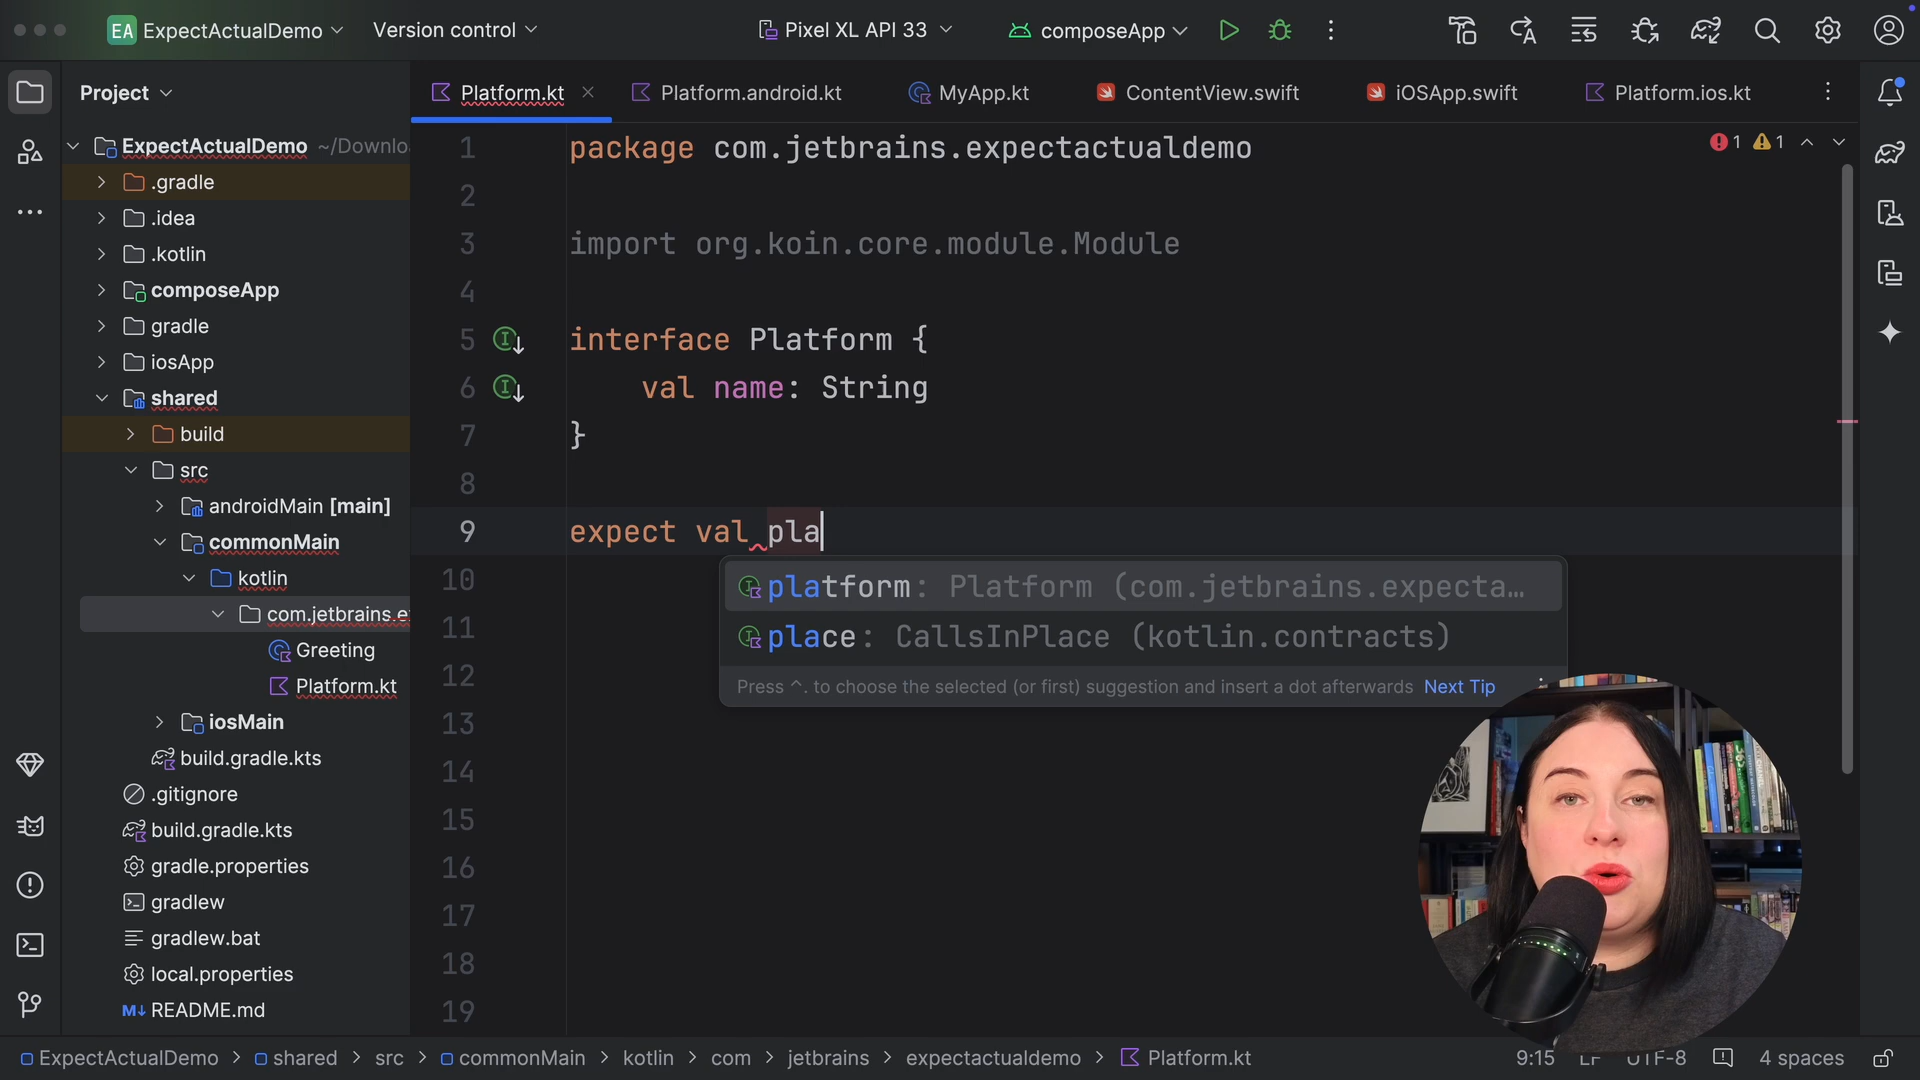 EA ExpectActualDemo Version control Pixel XL API 33 composeApp
Project
Platform.kt Platform.android.kt MyApp.kt ContentView.swift iOSApp.swift Platform.ios.kt
ExpectActualDemo ~/Downlo
.gradle
.idea
.kotlin
composeApp
gradle
iosApp
shared
build
src
androidMain [main]
commonMain
kotlin
com.jetbrains.e
Greeting
Platform.kt
iosMain
build.gradle.kts
.gitignore
build.gradle.kts
gradle.properties
gradlew
gradlew.bat
local.properties
M↓ README.md
1 package com.jetbrains.expectactualdemo
1 1
2
3 import org.koin.core.module.Module
4
5 interface Platform {
6 val name: String
7 }
8
9 expect val pla
10
11
12
13
14
15
16
17
18
19
platform: Platform (com.jetbrains.expecta…
place: CallsInPlace (kotlin.contracts)
Press ^. to choose the selected (or first) suggestion and insert a dot afterwards Next Tip
ExpectActualDemo > shared > src > commonMain > kotlin > com > jetbrains > expectactualdemo > Platform.kt
9:15 LF UTF-8 4 spaces